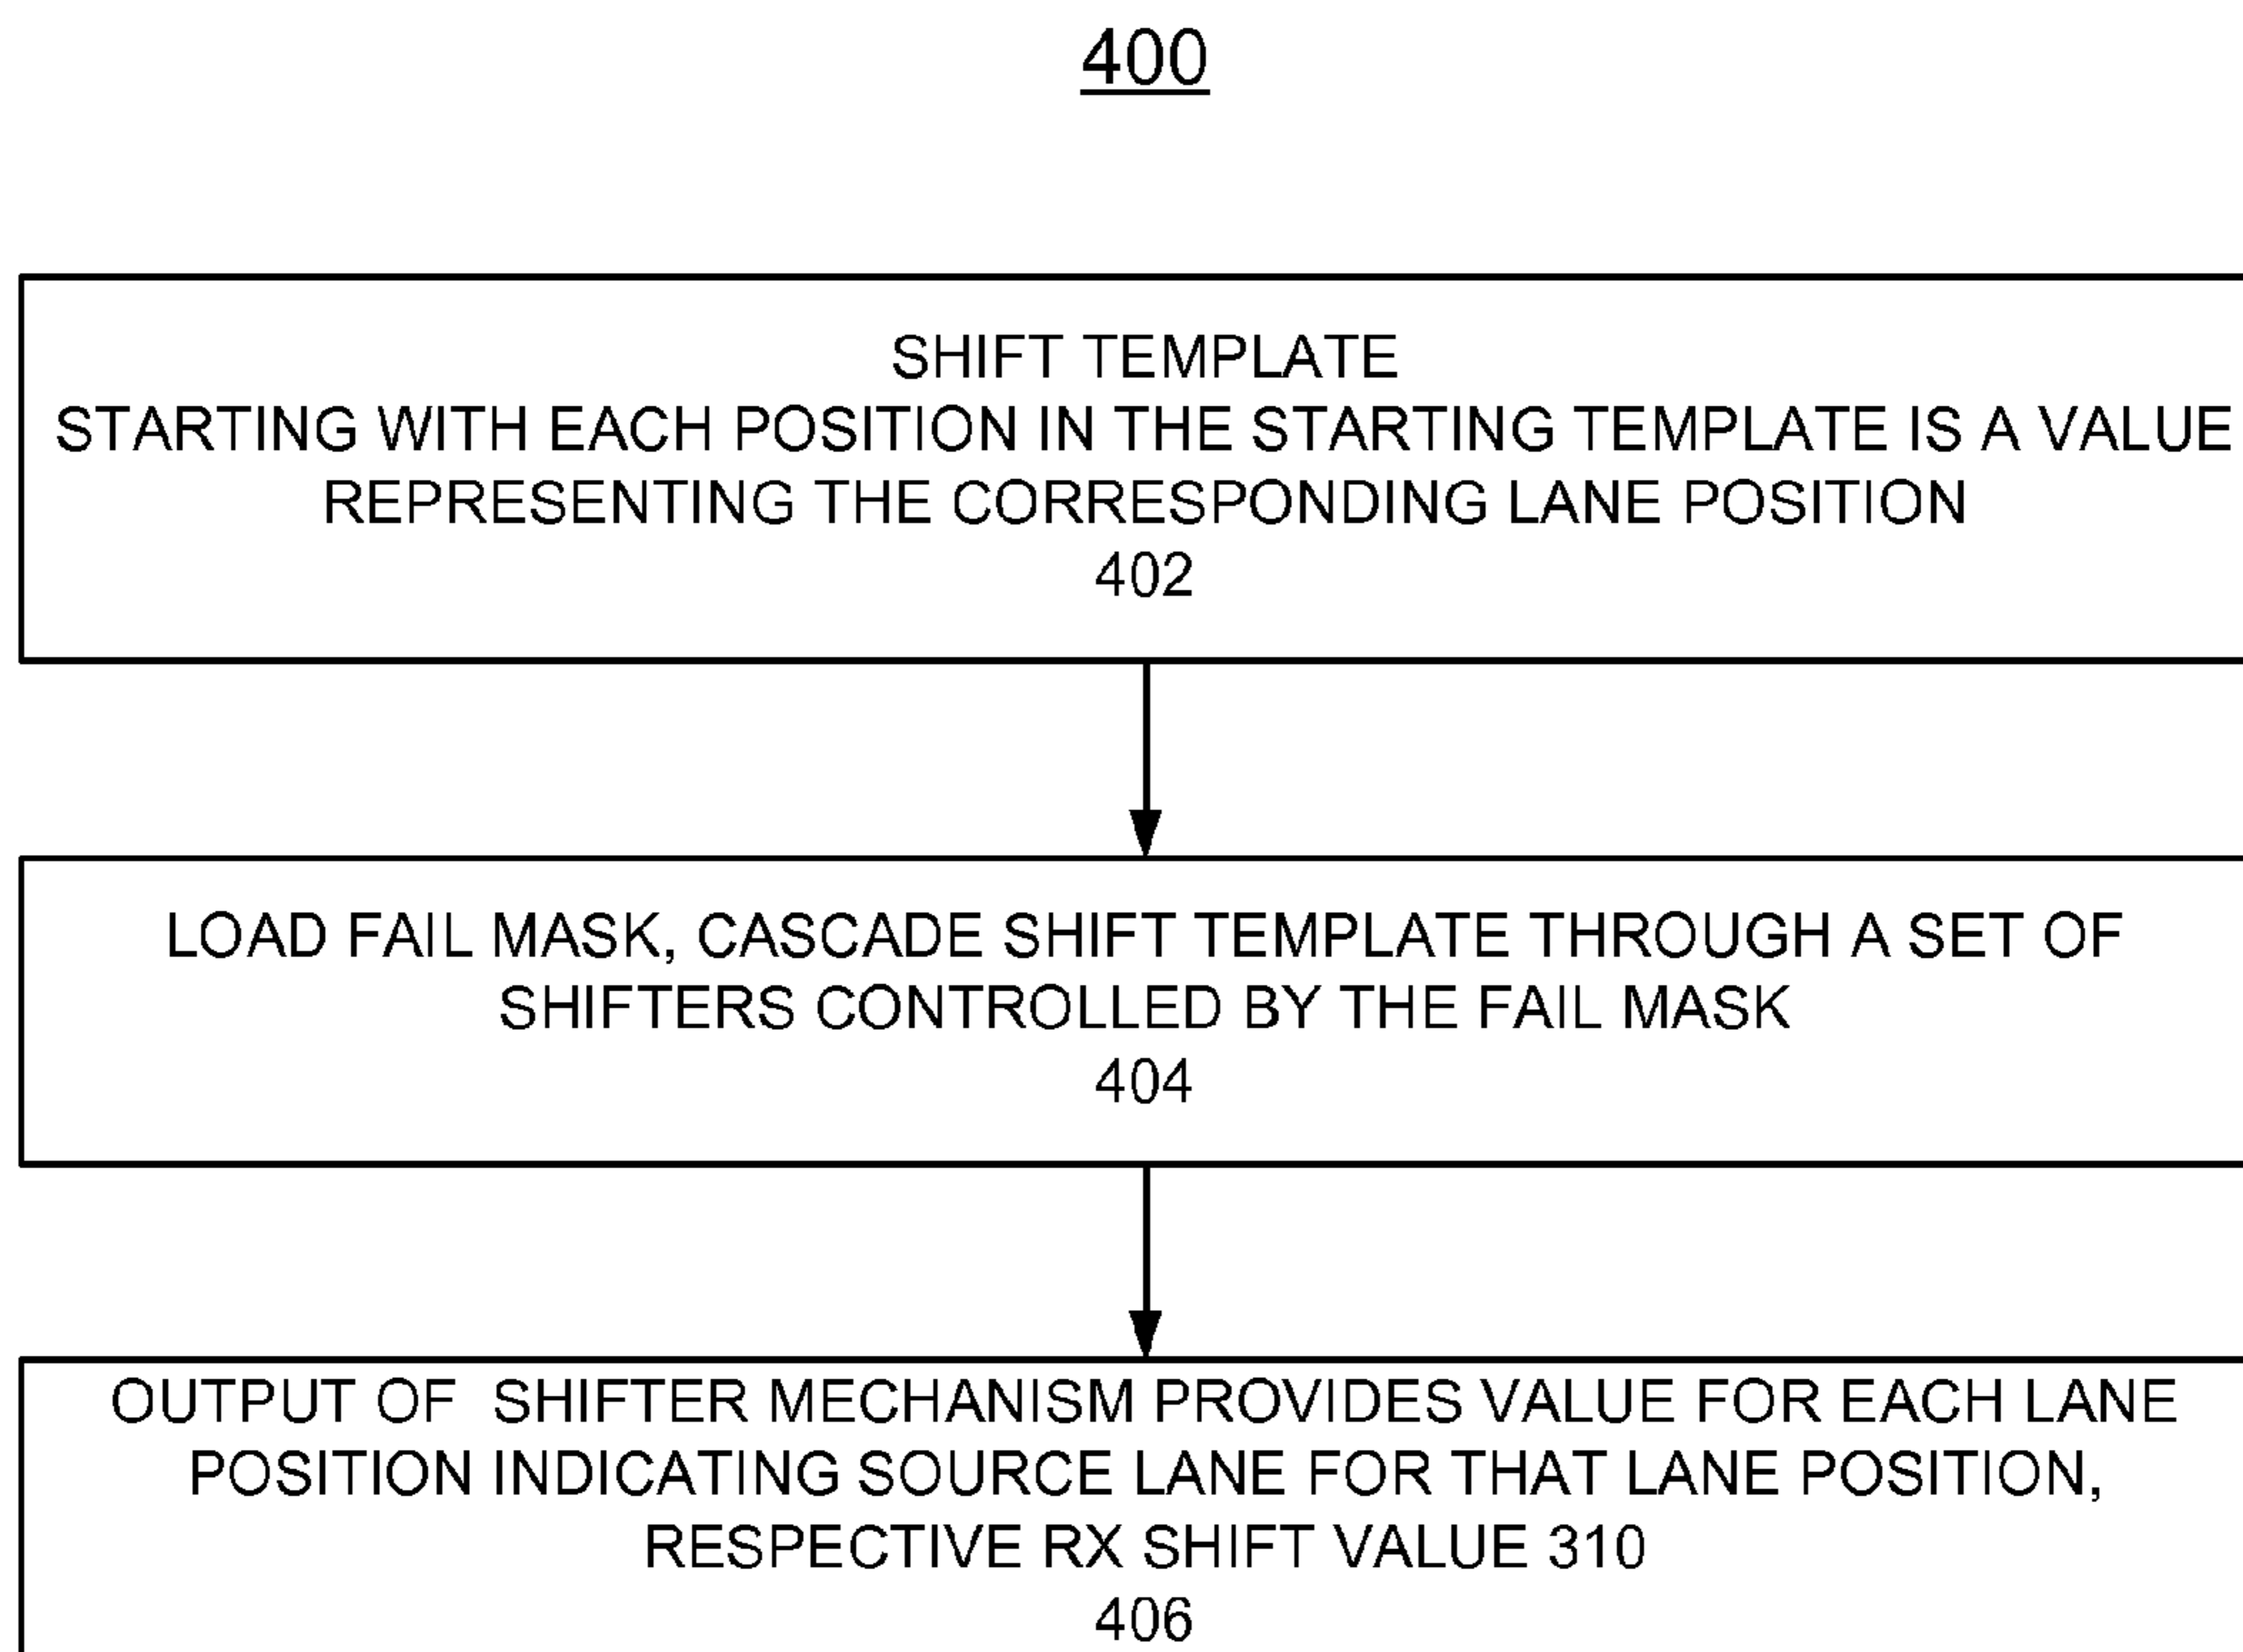 400
SHIFT TEMPLATE
STARTING WITH EACH POSITION IN THE STARTING TEMPLATE IS A VALUE
REPRESENTING THE CORRESPONDING LANE POSITION
402
LOAD FAIL MASK, CASCADE SHIFT TEMPLATE THROUGH A SET OF
SHIFTERS CONTROLLED BY THE FAIL MASK
404
OUTPUT OF SHIFTER MECHANISM PROVIDES VALUE FOR EACH LANE
POSITION INDICATING SOURCE LANE FOR THAT LANE POSITION,
RESPECTIVE RX SHIFT VALUE 310
406